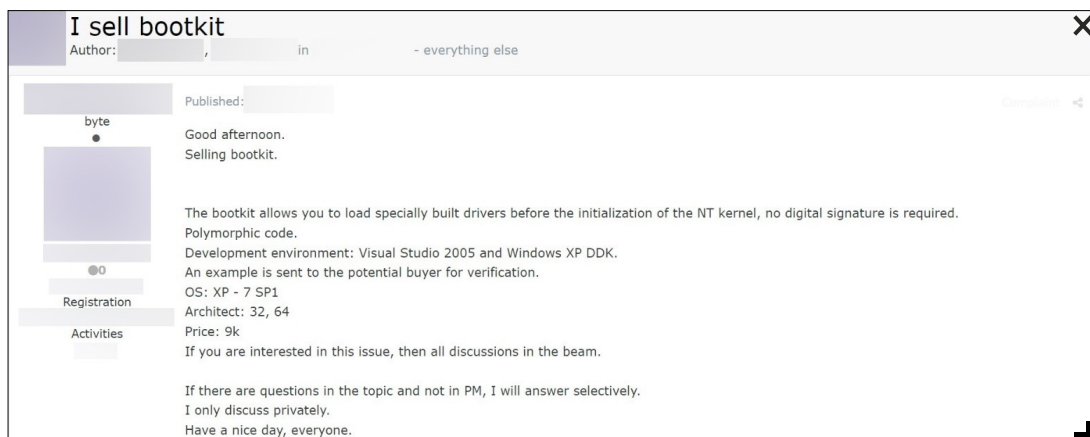 I sell bootkit
Author: , in - everything else
Published:
Complaint
byte
Good afternoon.
Selling bootkit.
The bootkit allows you to load specially built drivers before the initialization of the NT kernel, no digital signature is required.
Polymorphic code.
Development environment: Visual Studio 2005 and Windows XP DDK.
0
An example is sent to the potential buyer for verification.
OS: XP - 7 SP1
Registration
Architect: 32, 64
Activities
Price: 9k
If you are interested in this issue, then all discussions in the beam.
If there are questions in the topic and not in PM, I will answer selectively.
I only discuss privately.
Have a nice day, everyone.